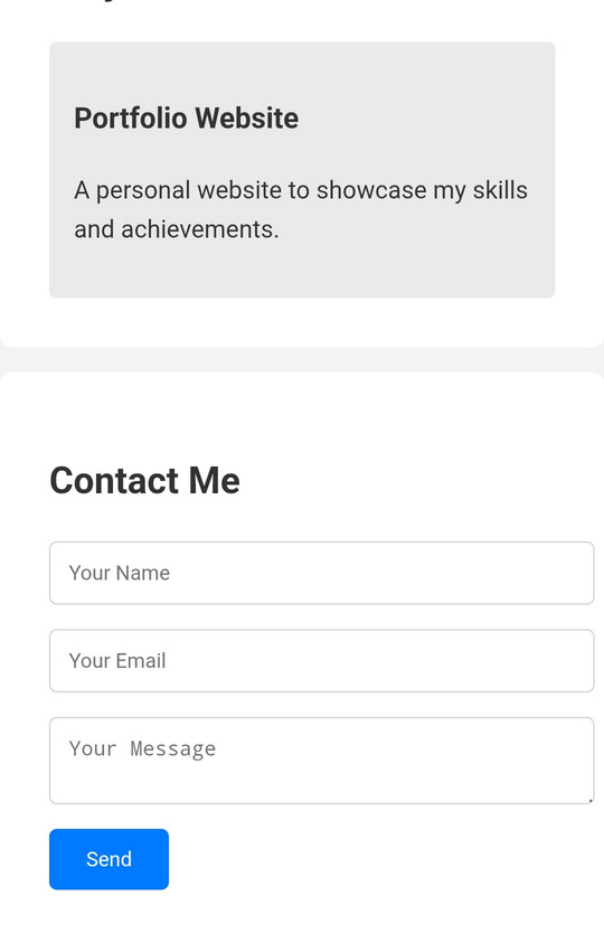 Portfolio Website
A personal website to showcase my skills
and achievements.
Contact Me
Your Name
Your Email
Your Message
Send